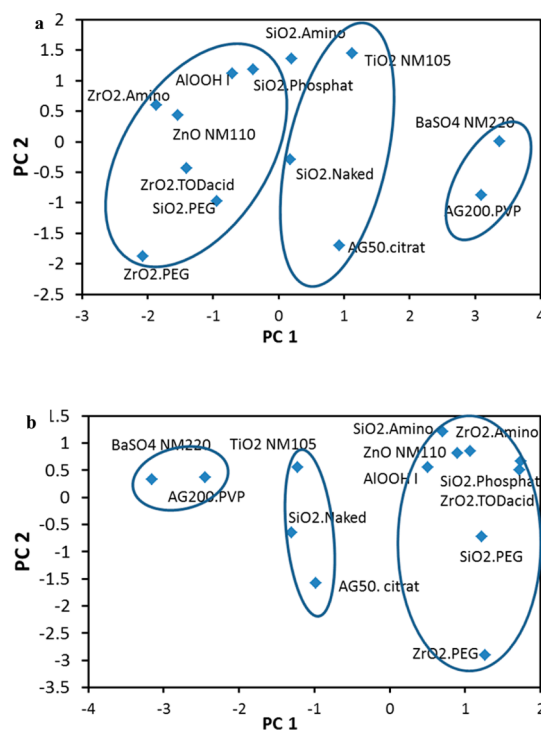 a
SiO2.Amino
TiO2 NM105
AlOOH I
SiO2.Phosphat
ZrO2.Amino
ZnO NM110
BaSO4 NM220
ZrO2.TODacid
SiO2.Naked
SiO2.PEG
AG200.PVP
AG50.citrat
ZrO2.PEG
2
1.5
1
0.5
0
-0.5
-1
-1.5
-2
-2.5
PC 2
-3 -2 -1 0 1 2 3 4
PC 1
b
SiO2.Amino
ZrO2.Amino
BaSO4 NM220
TiO2 NM105
ZnO NM110
AlOOH I
SiO2.Phosphat
AG200.PVP
ZrO2.TODacid
SiO2.Naked
SiO2.PEG
AG50. citrat
ZrO2.PEG
1.5
1
0.5
0
-0.5
-1
-1.5
-2
-2.5
-3
-3.5
PC 2
-4 -3 -2 -1 0 1 2
PC 1